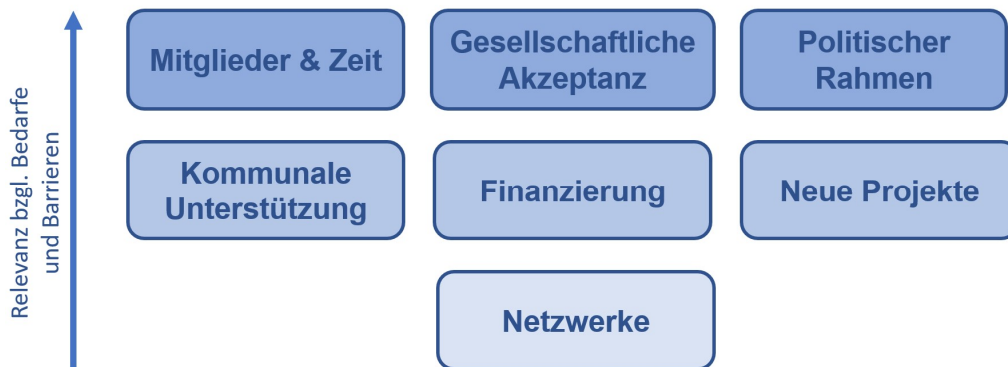 Relevanz bzgl. Bedarfe
und Barrieren
Mitglieder & Zeit
Gesellschaftliche
Akzeptanz
Politischer
Rahmen
Kommunale
Unterstützung
Finanzierung
Neue Projekte
Netzwerke